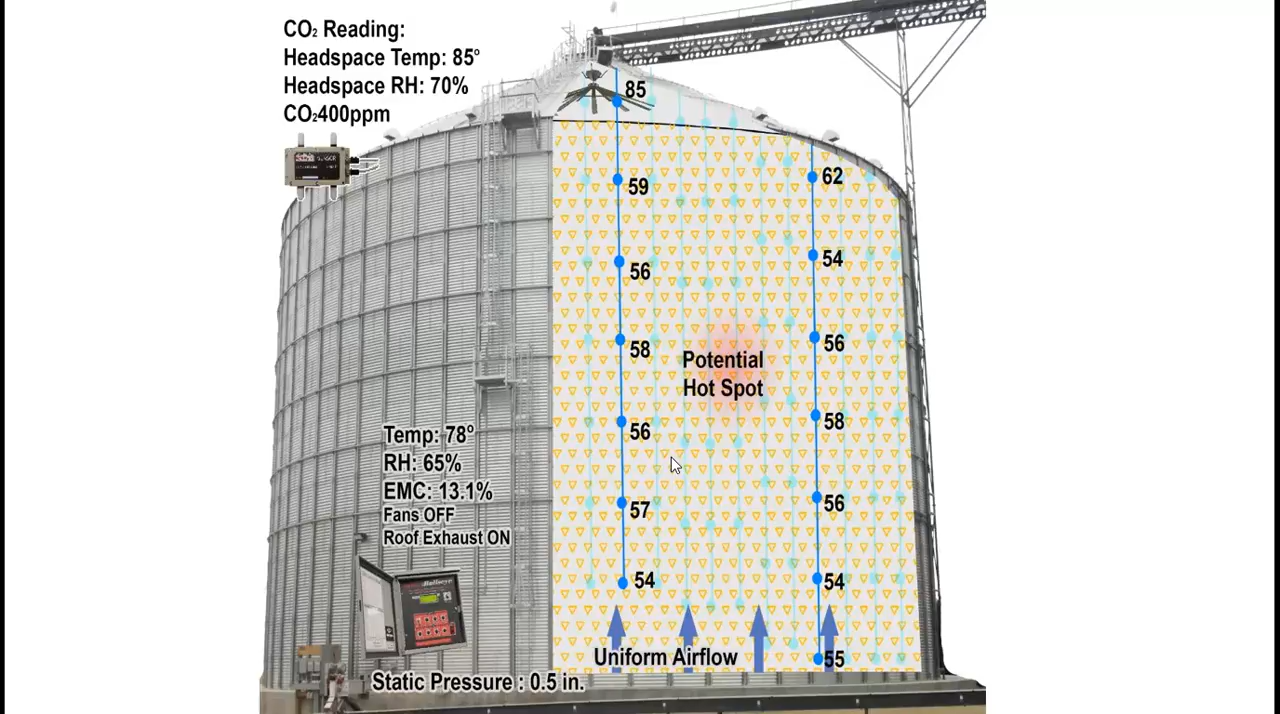 CO₂ Reading:
Headspace Temp: 85°
Headspace RH: 70%
CO₂400ppm
85
59
62
56
54
58
56
Potential
Hot Spot
56
58
57
56
54
54
55
Temp: 78°
RH: 65%
EMC: 13.1%
Fans OFF
Roof Exhaust ON
Uniform Airflow
Static Pressure : 0.5 in.